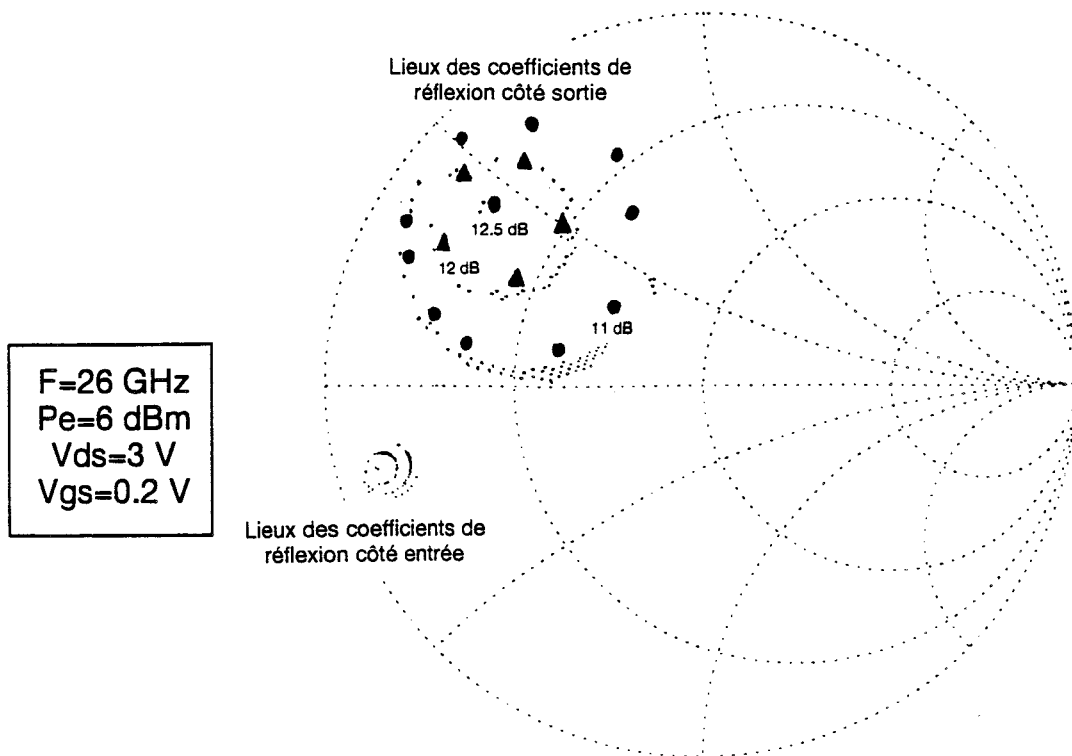 Lieux des coefficients de
réflexion côté sortie
12.5 dB
12 dB
11 dB
F=26 GHz
Pe=6 dBm
Vds=3 V
Vgs=0.2 V
Lieux des coefficients de
réflexion côté entrée